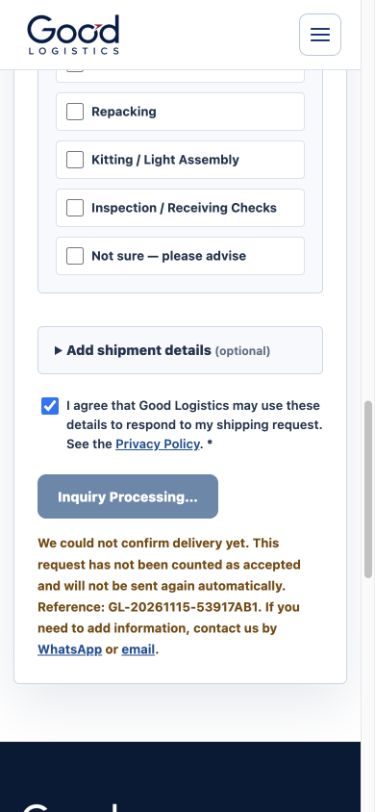 Good
LOGISTICS
Repacking
Kitting / Light Assembly
Inspection / Receiving Checks
Not sure — please advise
Add shipment details (optional)
I agree that Good Logistics may use these
details to respond to my shipping request.
See the Privacy Policy. *
Inquiry Processing...
We could not confirm delivery yet. This
request has not been counted as accepted
and will not be sent again automatically.
Reference: GL-20261115-53917AB1. If you
need to add information, contact us by
WhatsApp or email.